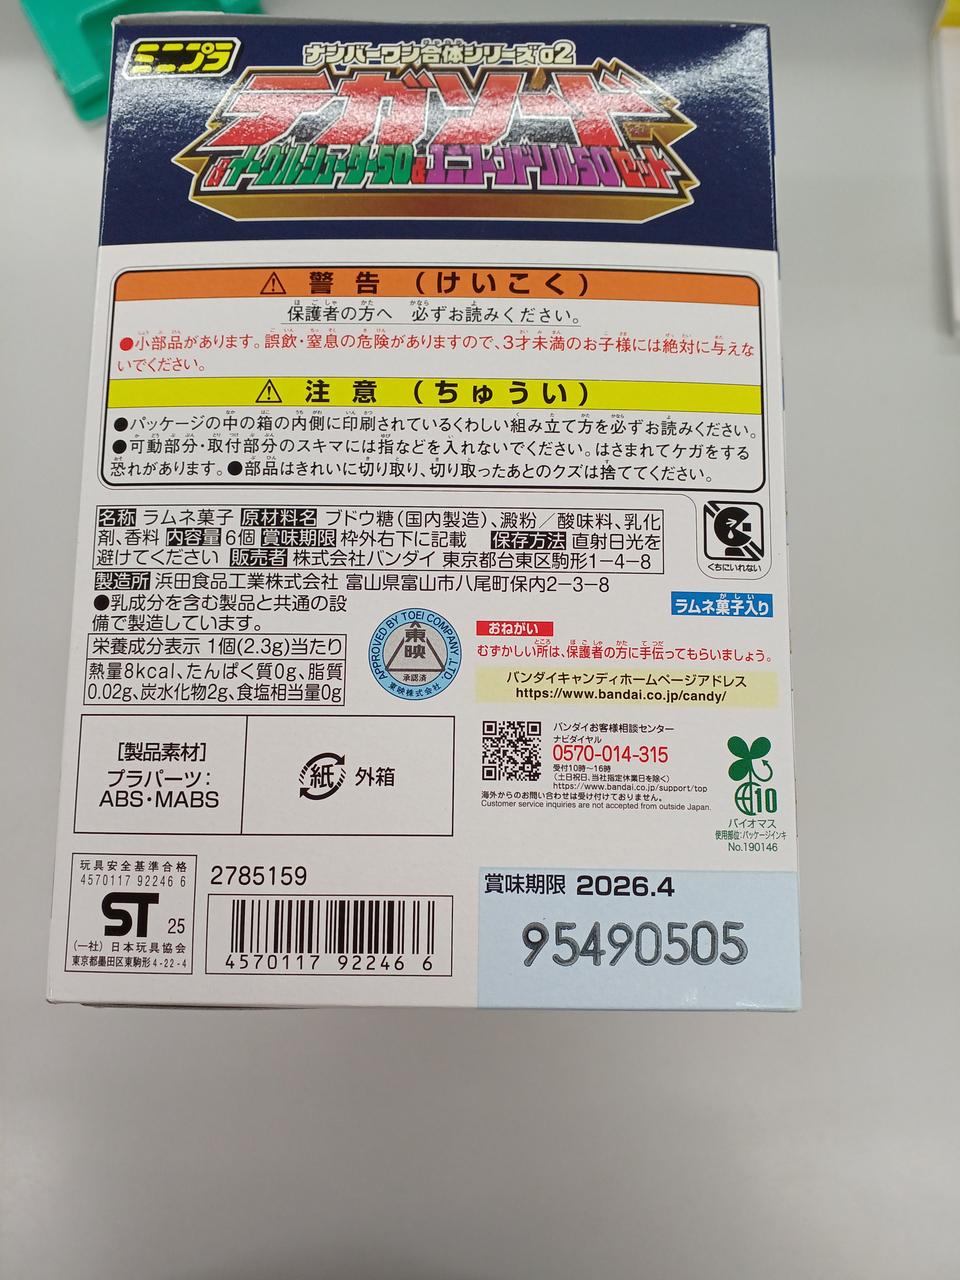 ミニプラ
ナンバーワン合体シリーズ02
テガソード
&イーグルシューター50&ユニコーンドリル50セット
⚠ 警告 (けいこく)
保護者の方へ 必ずお読みください。
●小部品があります。誤飲・窒息の危険がありますので、3才未満のお子様には絶対に与えな
いでください。
⚠ 注意 (ちゅうい)
●パッケージの中の箱の内側に印刷されているくわしい組み立て方を必ずお読みください。
●可動部分・取付部分のスキマには指などを入れないでください。はさまれてケガをする
恐れがあります。●部品はきれいに切り取り、切り取ったあとのクズは捨ててください。
名称 ラムネ菓子 原材料名 ブドウ糖(国内製造)、澱粉/酸味料、乳化
剤、香料 内容量 6個 賞味期限 枠外右下に記載 保存方法 直射日光を
避けてください 販売者 株式会社バンダイ 東京都台東区駒形1-4-8
製造所 浜田食品工業株式会社 富山県富山市八尾町保内2-3-8
くちにいれない
●乳成分を含む製品と共通の設
備で製造しています。
栄養成分表示 1個(2.3g)当たり
熱量8kcal、たんぱく質0g、脂質
0.02g、炭水化物2g、食塩相当量0g
APPROVED BY TOEI COMPANY, LTD.
東映
承認済
東映株式会社
ラムネ菓子入り
おねがい
むずかしい所は、保護者の方に手伝ってもらいましょう。
バンダイキャンディホームページアドレス
https://www.bandai.co.jp/candy/
[製品素材]
プラパーツ:
ABS・MABS
紙 外箱
バンダイお客様相談センター
ナビダイヤル
0570-014-315
受付10時~16時
(土日祝日、当社指定休業日を除く)
https://www.bandai.co.jp/support/top
海外からのお問い合わせは受け付けておりません。
Customer service inquiries are not accepted from outside Japan.
10
バイオマス
使用部位:パッケージインキ
No.190146
玩具安全基準合格
4570117 92246 6
ST 25
(一社) 日本玩具協会
東京都墨田区東駒形4-22-4
2785159
4570117 92246 6
賞味期限 2026.4
95490505